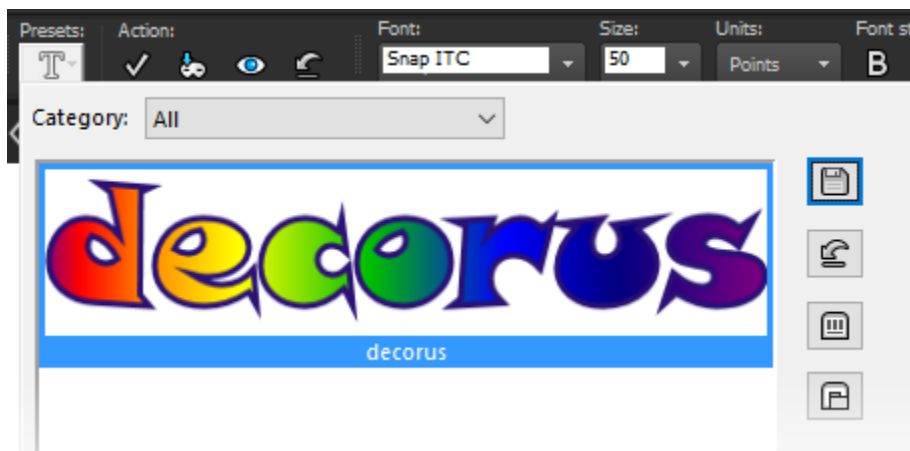 Presets: Action: Font: Size: Units: Font st
T Snap ITC 50 Points B
Category: All
decorus
decorus